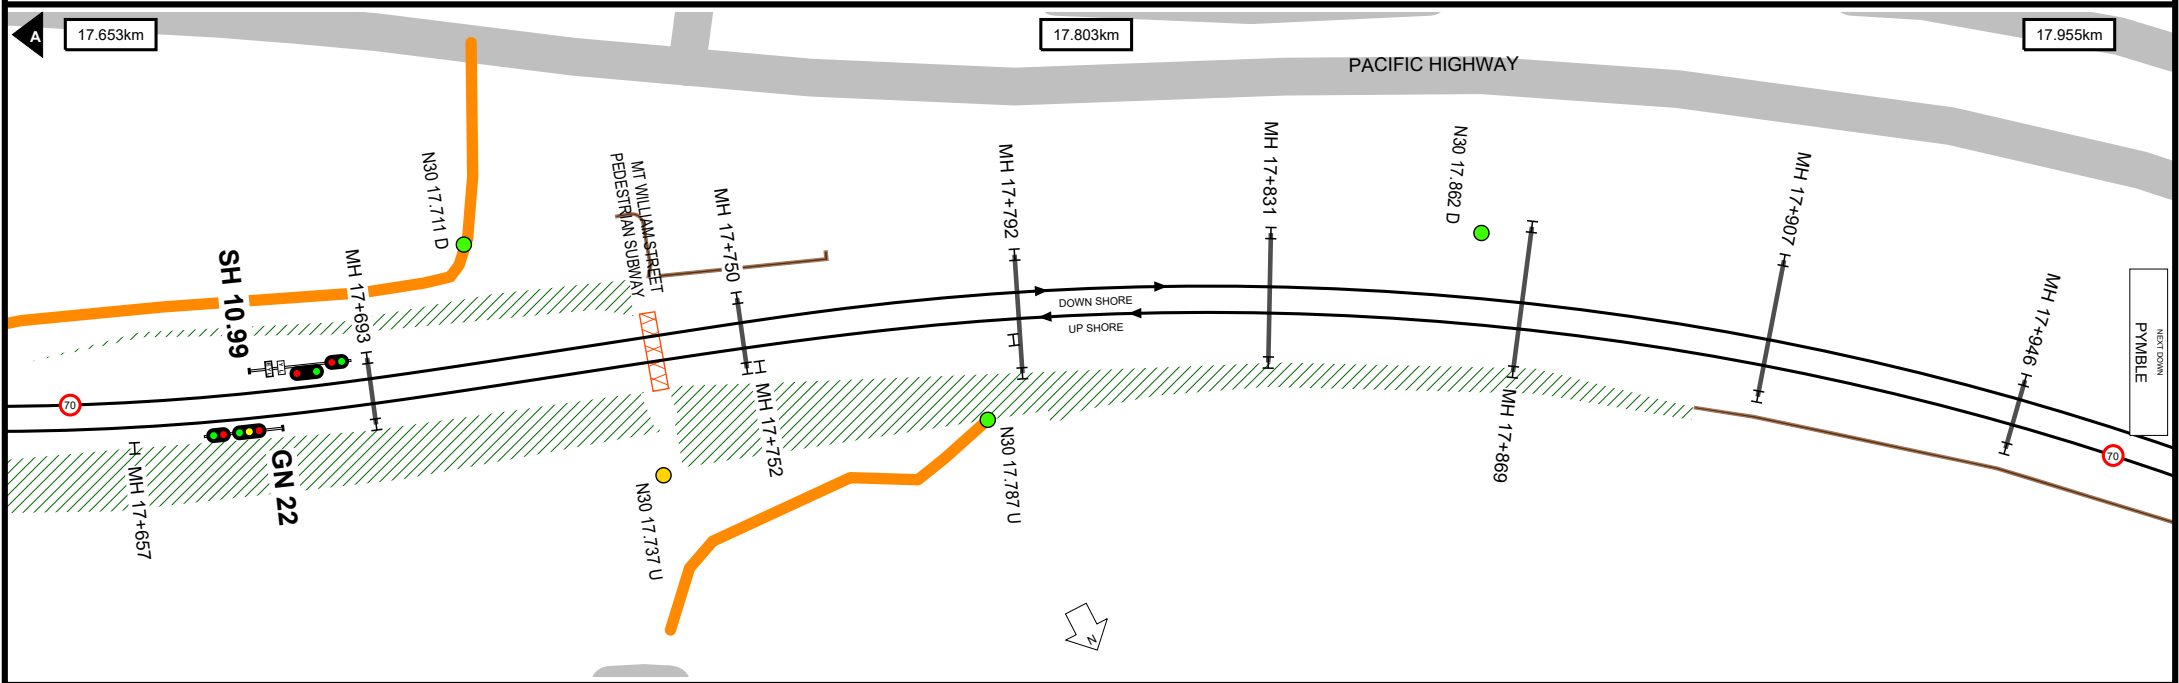 A
17.653km
17.803km
17.955km
PACIFIC HIGHWAY
N30 17.711 D
MT WILLIAM STREET
PEDESTRIAN SUBWAY
MH 17+750
MH 17+792
MH 17+831
N30 17.862 D
MH 17+907
SH 10.99
MH 17+693
MH 17+946
DOWN SHORE
UP SHORE
NEXT DOWN
PYMBLE
70
70
MH 17+657
GN 22
N30 17.737 U
MH 17+752
N30 17.787 U
MH 17+869
N